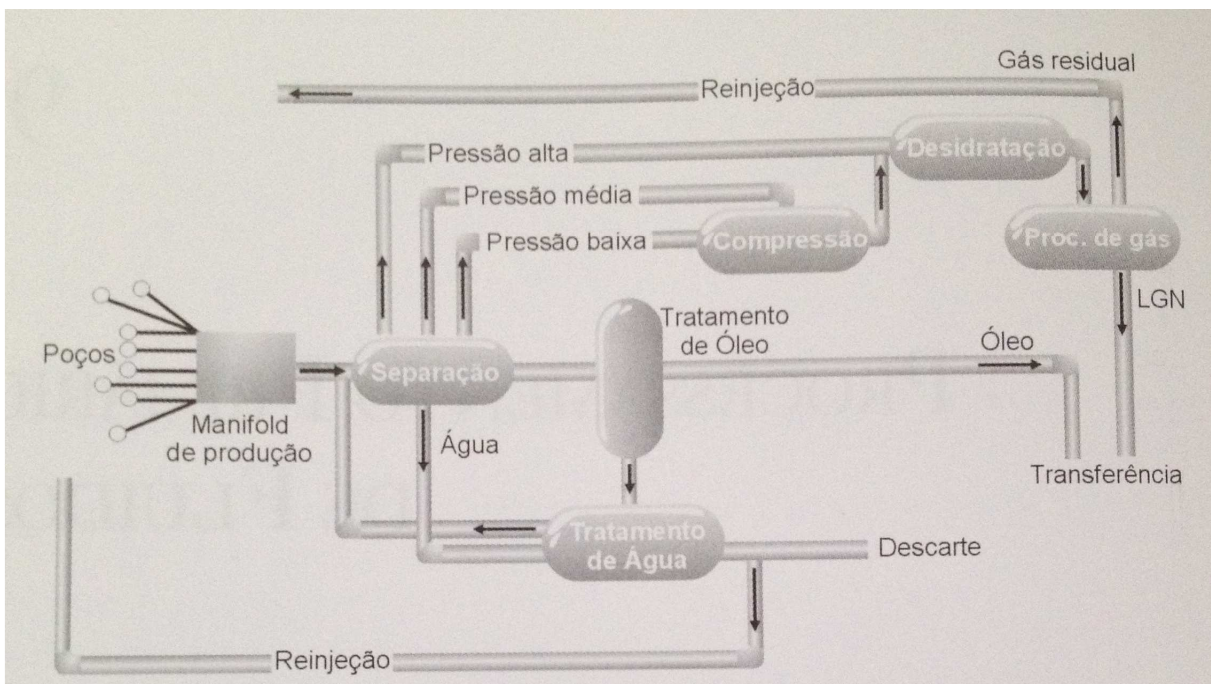 Gás residual
Reinjeção
Pressão alta
Desidratação
Pressão média
Pressão baixa
Compressão
Proc. de gás
LGN
Tratamento
de Óleo
Óleo
Poços
Separação
Manifold
de produção
Água
Transferência
Tratamento
de Água
Descarte
Reinjeção